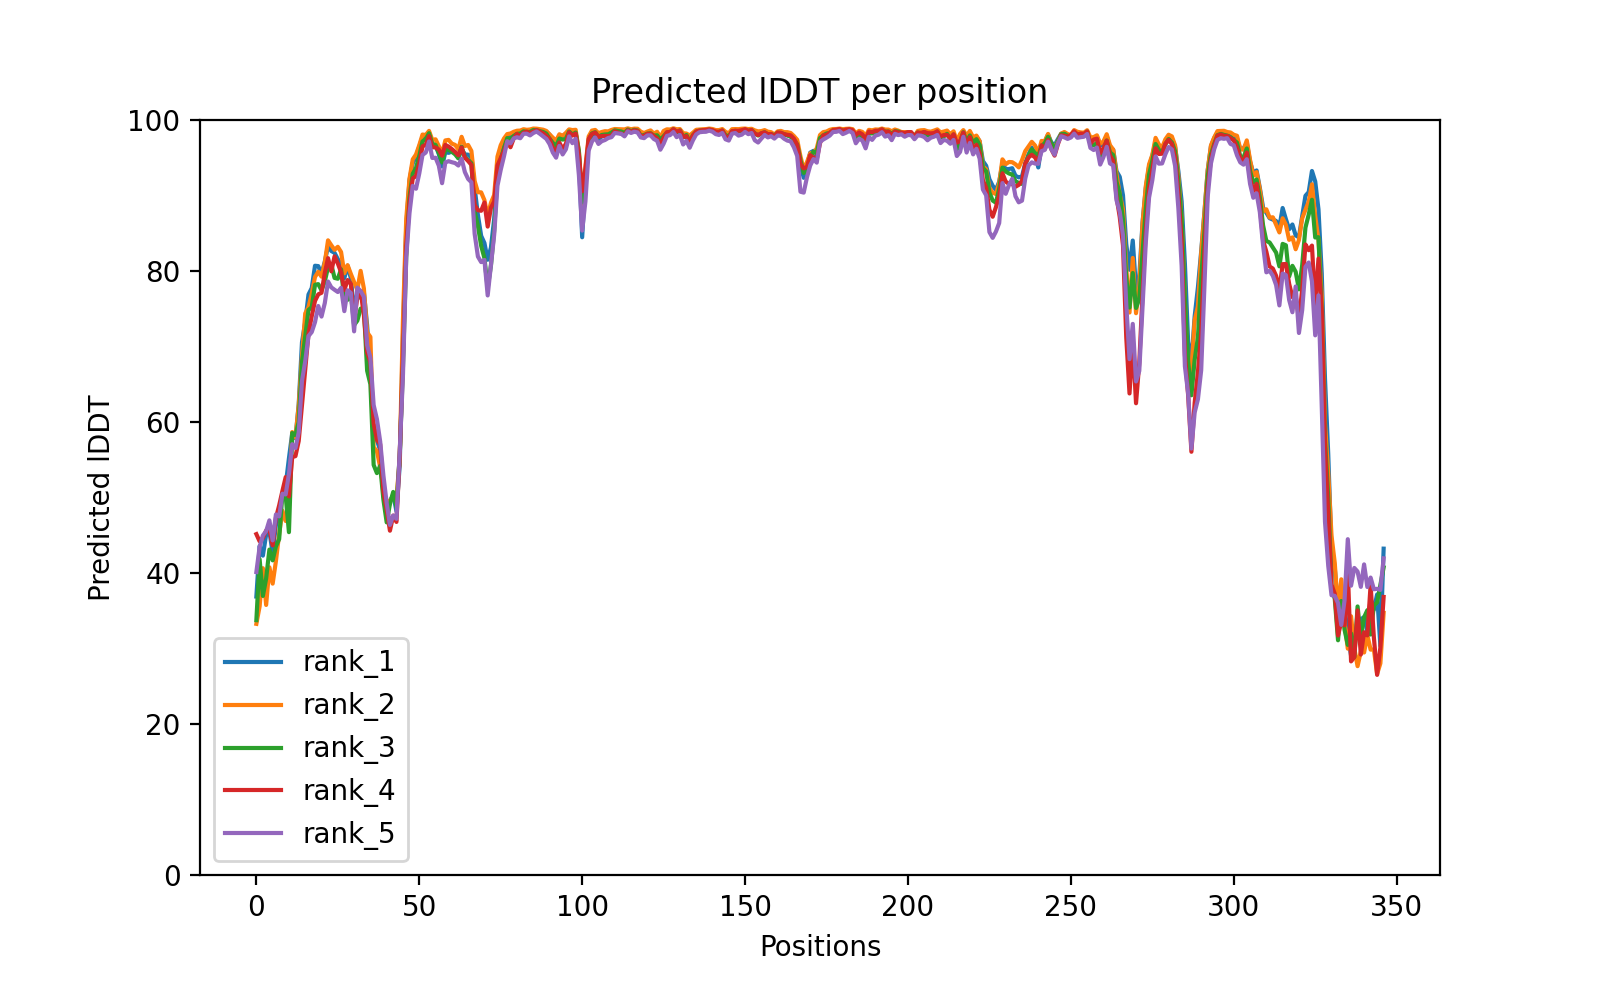 Predicted lDDT per position
100
80
60
40
20
0
Predicted lDDT
rank_1
rank_2
rank_3
rank_4
rank_5
0 50 100 150 200 250 300 350
Positions